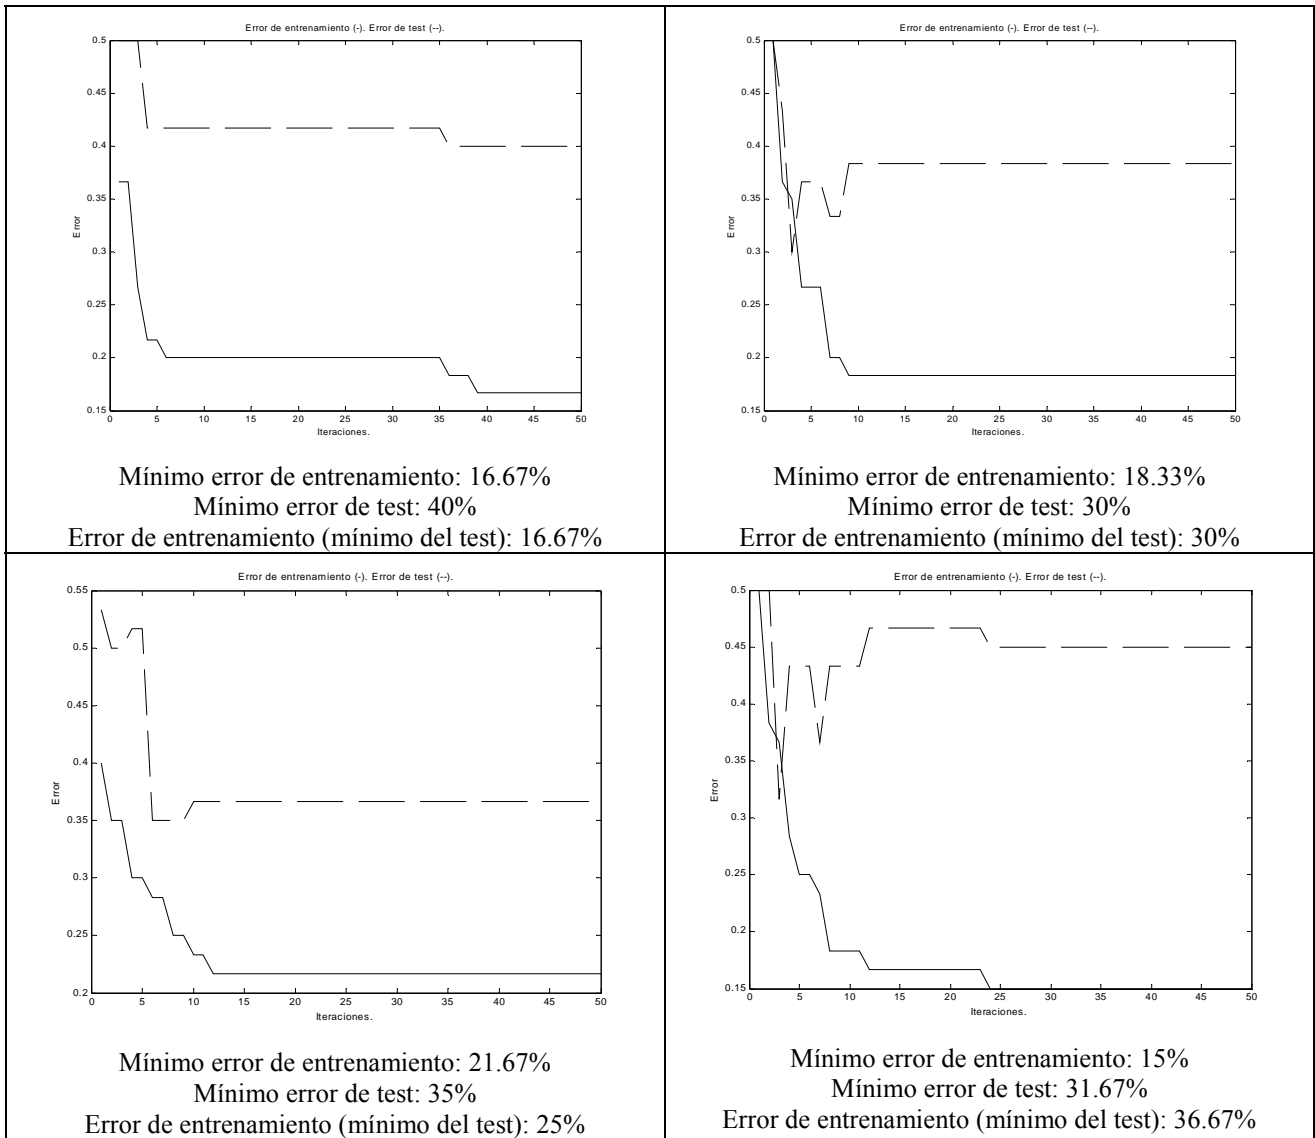 Error de entrenamiento (-). Error de test (--).
0.5
0.45
0.4
0.35
0.3
0.25
0.2
0.15
Error
0 5 10 15 20 25 30 35 40 45 50
Iteraciones.
Mínimo error de entrenamiento: 16.67%
Mínimo error de test: 40%
Error de entrenamiento (mínimo del test): 16.67%
Error de entrenamiento (-). Error de test (--).
0.5
0.45
0.4
0.35
0.3
0.25
0.2
0.15
Error
0 5 10 15 20 25 30 35 40 45 50
Iteraciones.
Mínimo error de entrenamiento: 18.33%
Mínimo error de test: 30%
Error de entrenamiento (mínimo del test): 30%
Error de entrenamiento (-). Error de test (--).
0.55
0.5
0.45
0.4
0.35
0.3
0.25
0.2
Error
0 5 10 15 20 25 30 35 40 45 50
Iteraciones.
Mínimo error de entrenamiento: 21.67%
Mínimo error de test: 35%
Error de entrenamiento (mínimo del test): 25%
Error de entrenamiento (-). Error de test (--).
0.5
0.45
0.4
0.35
0.3
0.25
0.2
0.15
Error
0 5 10 15 20 25 30 35 40 45 50
Iteraciones.
Mínimo error de entrenamiento: 15%
Mínimo error de test: 31.67%
Error de entrenamiento (mínimo del test): 36.67%